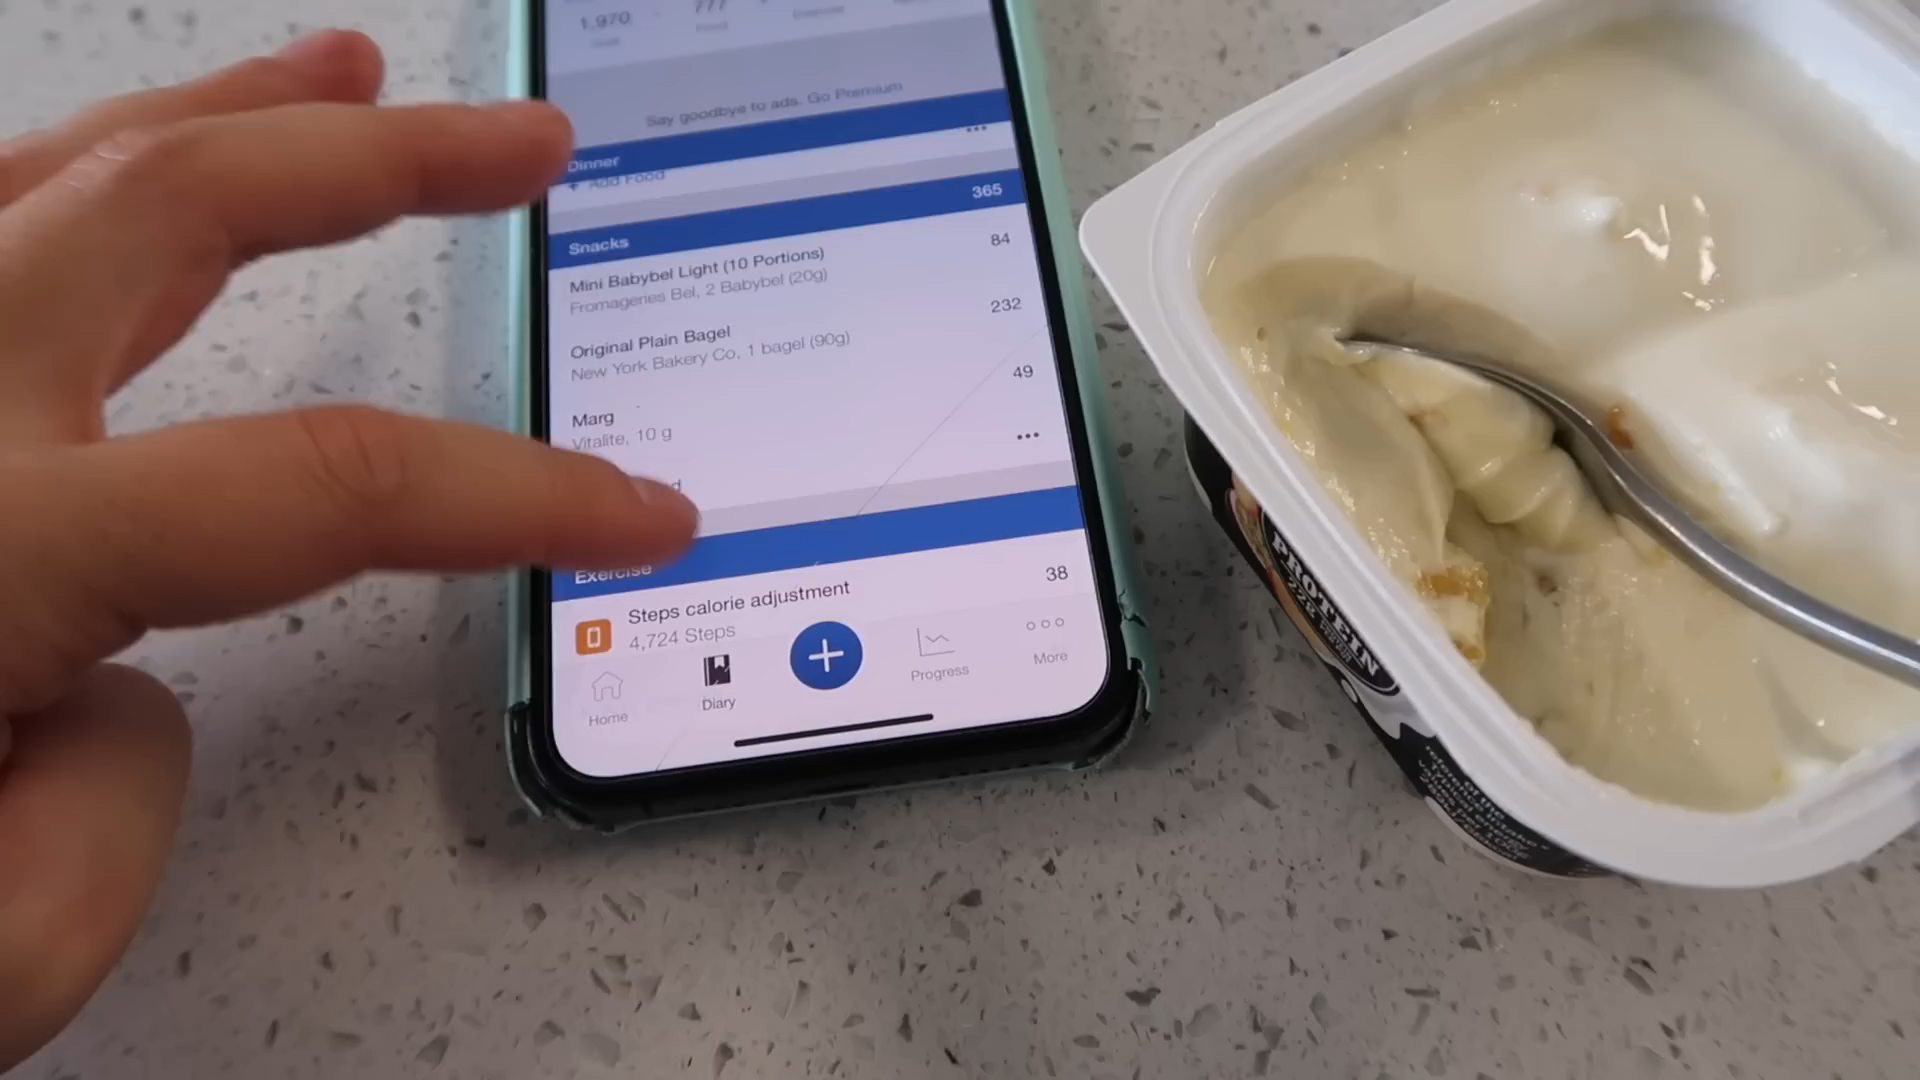 1,970
777
Say goodbye to ads. Go Premium
Dinner
+ Add Food
Snacks 365
Mini Babybel Light (10 Portions) 84
Fromageries Bel, 2 Babybel (20g)
Original Plain Bagel 232
New York Bakery Co, 1 bagel (90g)
Marg 49
Vitalite, 10 g
d
Exercise
Steps calorie adjustment 38
4,724 Steps
Home
Diary
Progress
More
PROTEIN